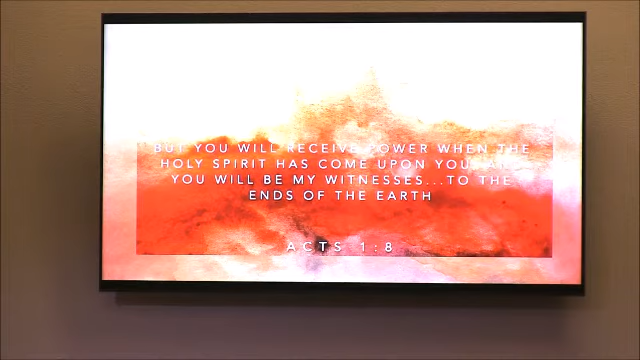 BUT YOU WILL RECEIVE POWER WHEN THE
HOLY SPIRIT HAS COME UPON YOU, AND
YOU WILL BE MY WITNESSES...TO THE
ENDS OF THE EARTH
ACTS 1:8